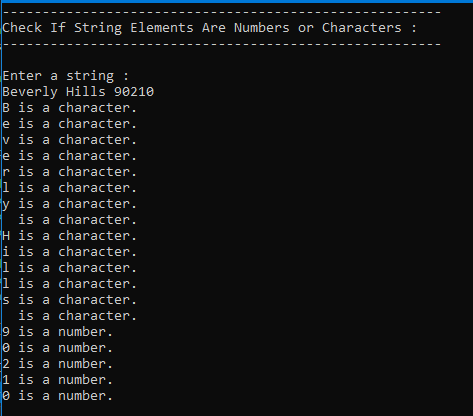 -------------------------------------------------------
Check If String Elements Are Numbers or Characters :
-------------------------------------------------------
Enter a string :
Beverly Hills 90210
B is a character.
e is a character.
v is a character.
e is a character.
r is a character.
l is a character.
y is a character.
  is a character.
H is a character.
i is a character.
l is a character.
l is a character.
s is a character.
  is a character.
9 is a number.
0 is a number.
2 is a number.
1 is a number.
0 is a number.